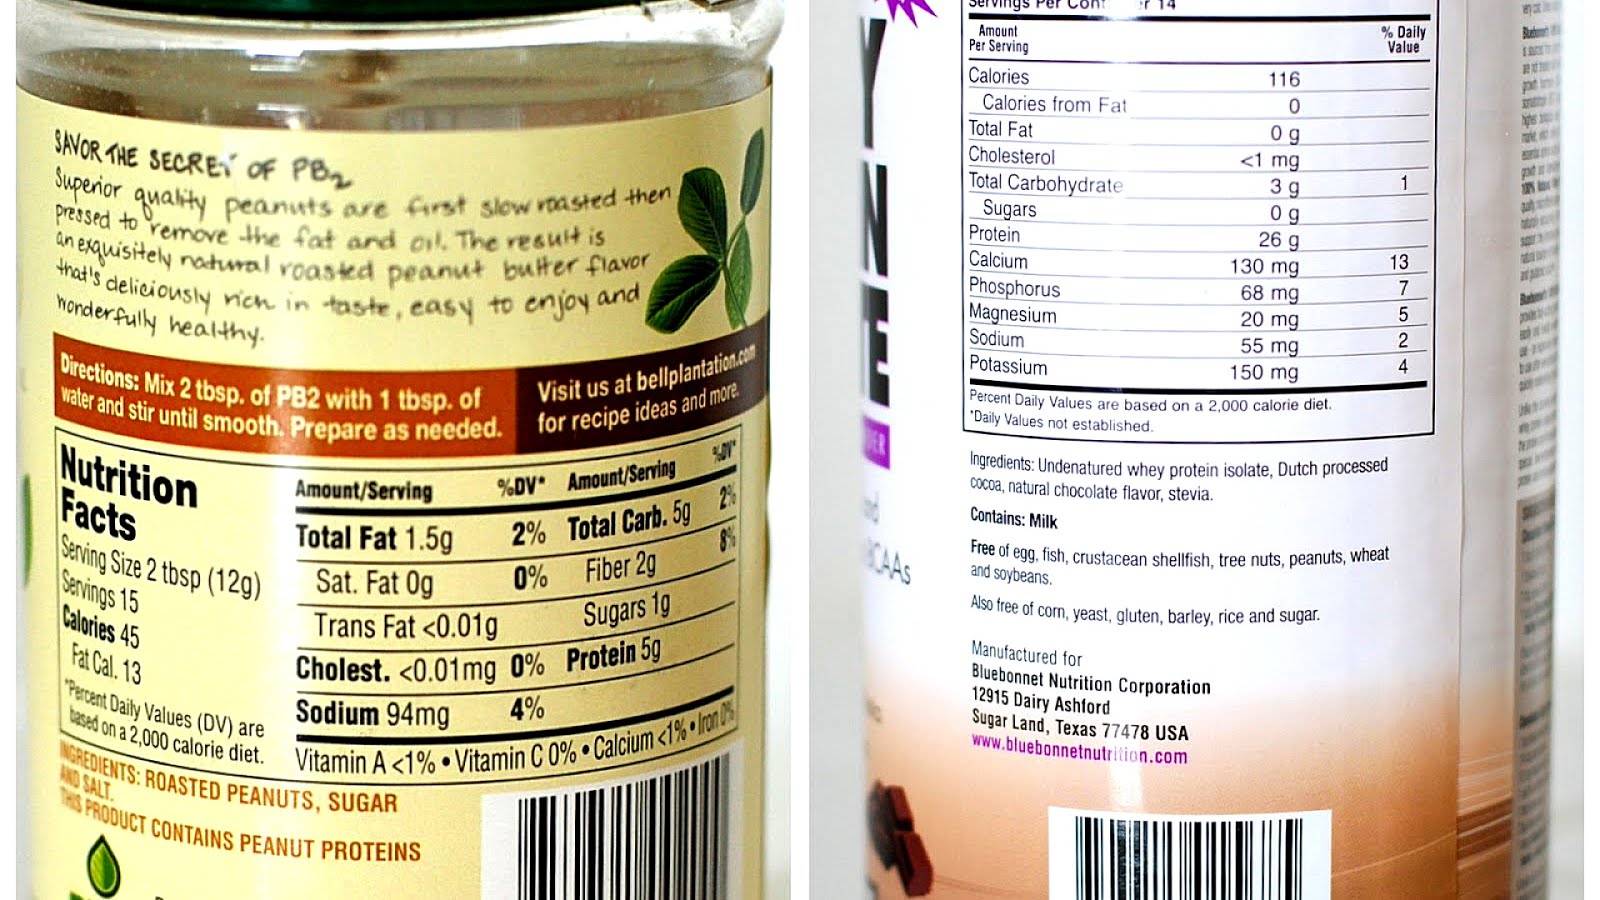 SAVOR THE SECRET OF PB2
Superior quality peanuts are first slow roasted then
pressed to remove the fat and oil. The result is
an exquisitely natural roasted peanut butter flavor
that's deliciously rich in taste, easy to enjoy and
wonderfully healthy.
Directions: Mix 2 tbsp. of PB2 with 1 tbsp. of
water and stir until smooth. Prepare as needed.
Visit us at bellplantation.com
for recipe ideas and more.
Nutrition
Facts
Serving Size 2 tbsp (12g)
Servings 15
Calories 45
Fat Cal. 13
*Percent Daily Values (DV) are
based on a 2,000 calorie diet.
Amount/Serving %DV* Amount/Serving %DV*
Total Fat 1.5g 2% Total Carb. 5g 2%
Sat. Fat 0g 0% Fiber 2g 8%
Trans Fat <0.01g Sugars 1g
Cholest. <0.01mg 0% Protein 5g
Sodium 94mg 4%
Vitamin A <1% • Vitamin C 0% • Calcium <1% • Iron 0%
INGREDIENTS: ROASTED PEANUTS, SUGAR
AND SALT.
THIS PRODUCT CONTAINS PEANUT PROTEINS
Servings Per 14
Amount
Per Serving
% Daily
Value
Calories 116
Calories from Fat 0
Total Fat 0 g
Cholesterol <1 mg
Total Carbohydrate 3 g 1
Sugars 0 g
Protein 26 g
Calcium 130 mg 13
Phosphorus 68 mg 7
Magnesium 20 mg 5
Sodium 55 mg 2
Potassium 150 mg 4
Percent Daily Values are based on a 2,000 calorie diet.
*Daily Values not established.
Ingredients: Undenatured whey protein isolate, Dutch processed
cocoa, natural chocolate flavor, stevia.
Contains: Milk
Free of egg, fish, crustacean shellfish, tree nuts, peanuts, wheat
and soybeans.
Also free of corn, yeast, gluten, barley, rice and sugar.
Manufactured for
Bluebonnet Nutrition Corporation
12915 Dairy Ashford
Sugar Land, Texas 77478 USA
www.bluebonnetnutrition.com
BCAAs